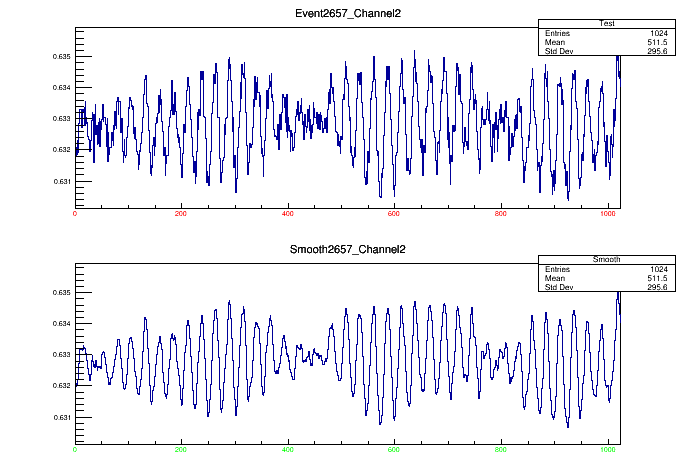 Event2657_Channel2
Test
Entries 1024
Mean 511.5
Std Dev 295.6
0.635
0.634
0.633
0.632
0.631
0 200 400 600 800 1000
Smooth2657_Channel2
Smooth
Entries 1024
Mean 511.5
Std Dev 295.6
0.635
0.634
0.633
0.632
0.631
0 200 400 600 800 1000